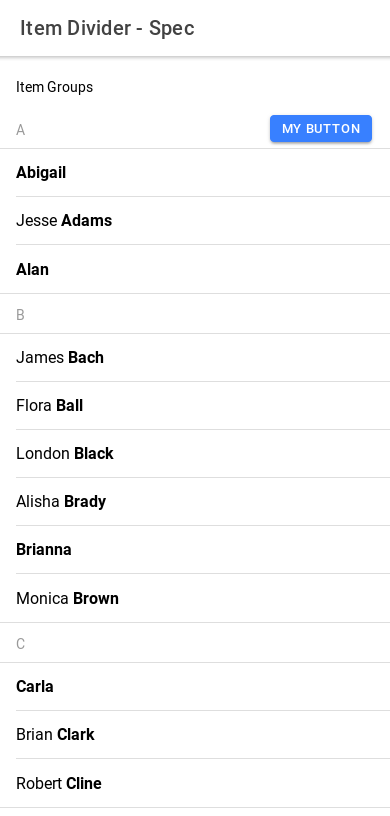 Item Divider - Spec
Item Groups
A
MY BUTTON
Abigail
Jesse Adams
Alan
B
James Bach
Flora Ball
London Black
Alisha Brady
Brianna
Monica Brown
C
Carla
Brian Clark
Robert Cline